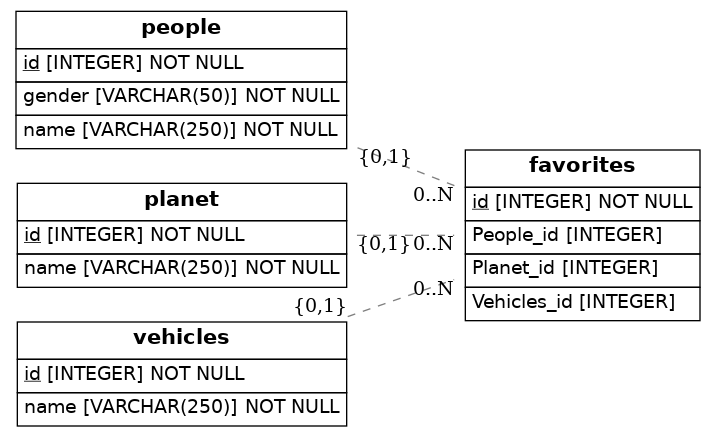 people
id [INTEGER] NOT NULL
gender [VARCHAR(50)] NOT NULL
name [VARCHAR(250)] NOT NULL
{0,1}
0..N
favorites
id [INTEGER] NOT NULL
People_id [INTEGER]
Planet_id [INTEGER]
Vehicles_id [INTEGER]
planet
id [INTEGER] NOT NULL
name [VARCHAR(250)] NOT NULL
{0,1}
0..N
vehicles
id [INTEGER] NOT NULL
name [VARCHAR(250)] NOT NULL
{0,1}
0..N